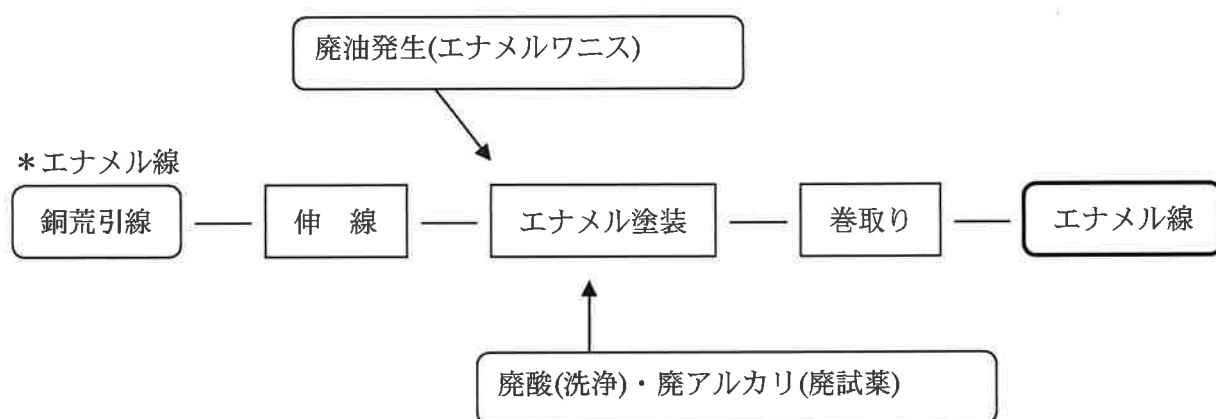 廃油発生(エナメルワニス)
＊エナメル線
銅荒引線
伸　線
エナメル塗装
巻取り
エナメル線
廃酸(洗浄)・廃アルカリ(廃試薬)